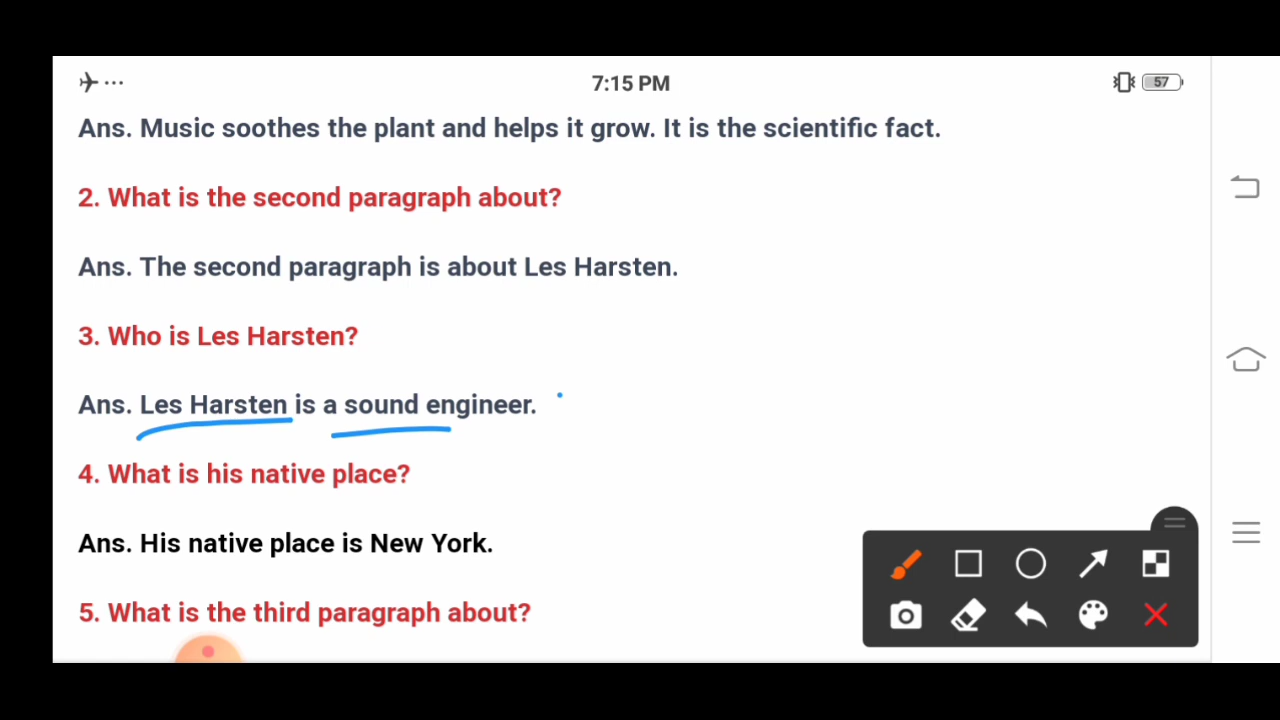 7:15 PM
57
Ans. Music soothes the plant and helps it grow. It is the scientific fact.
2. What is the second paragraph about?
Ans. The second paragraph is about Les Harsten.
3. Who is Les Harsten?
Ans. Les Harsten is a sound engineer.
4. What is his native place?
Ans. His native place is New York.
5. What is the third paragraph about?